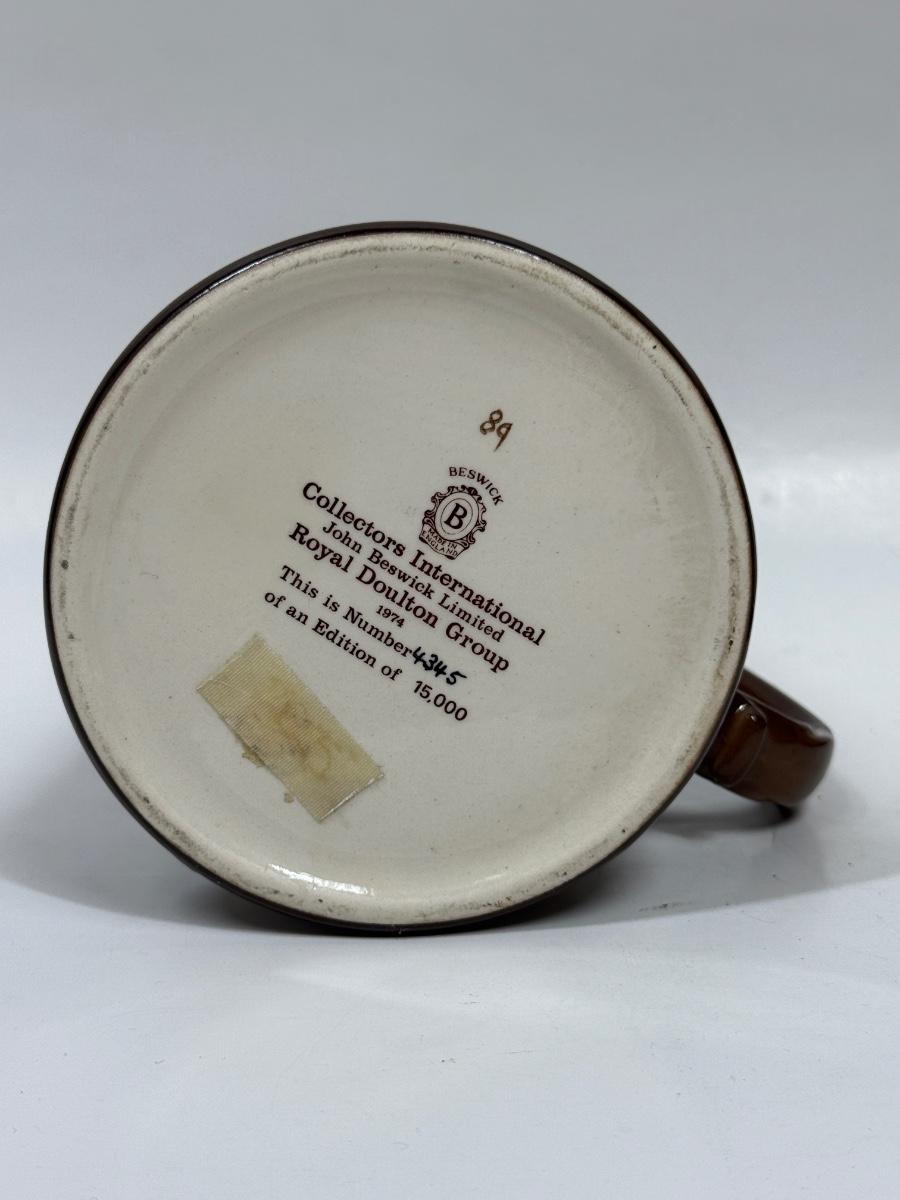 89
BESWICK
B
MADE IN
ENGLAND
Collectors International
John Beswick Limited
Royal Doulton Group
1974
This is Number 4345
of an Edition of 15,000